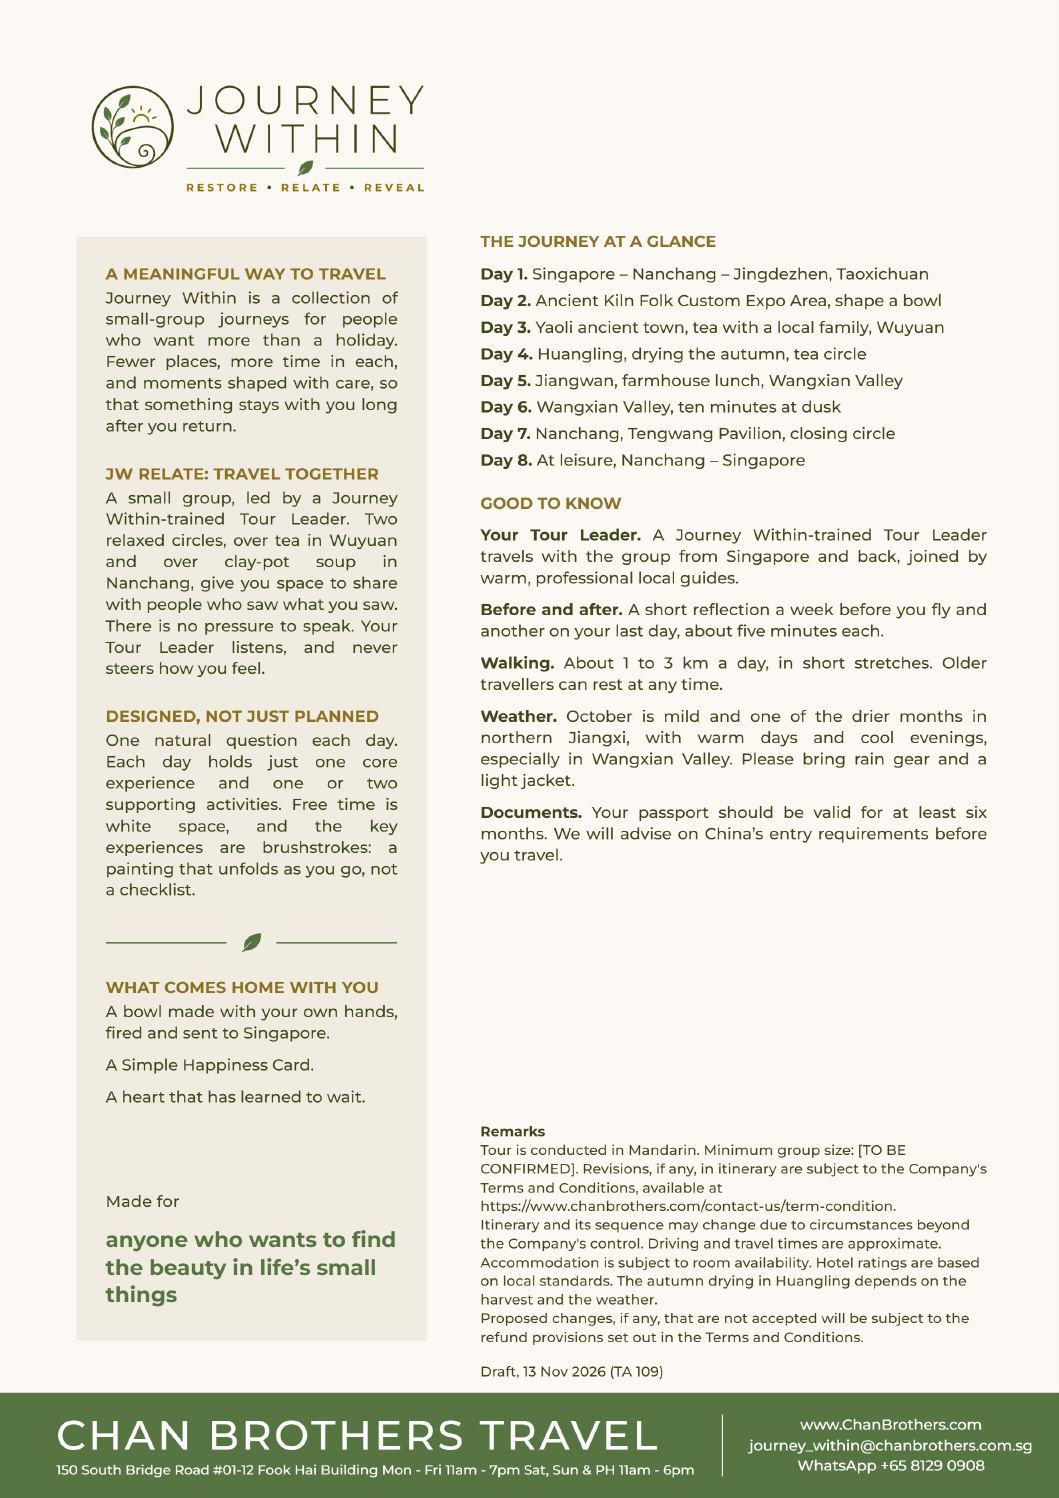 JOURNEY
WITHIN
RESTORE • RELATE • REVEAL
A MEANINGFUL WAY TO TRAVEL
Journey Within is a collection of
small-group journeys for people
who want more than a holiday.
Fewer places, more time in each,
and moments shaped with care, so
that something stays with you long
after you return.
JW RELATE: TRAVEL TOGETHER
A small group, led by a Journey
Within-trained Tour Leader. Two
relaxed circles, over tea in Wuyuan
and over clay-pot soup in
Nanchang, give you space to share
with people who saw what you saw.
There is no pressure to speak. Your
Tour Leader listens, and never
steers how you feel.
DESIGNED, NOT JUST PLANNED
One natural question each day.
Each day holds just one core
experience and one or two
supporting activities. Free time is
white space, and the key
experiences are brushstrokes: a
painting that unfolds as you go, not
a checklist.
WHAT COMES HOME WITH YOU
A bowl made with your own hands,
fired and sent to Singapore.
A Simple Happiness Card.
A heart that has learned to wait.
Made for
anyone who wants to find
the beauty in life’s small
things
THE JOURNEY AT A GLANCE
Day 1. Singapore – Nanchang – Jingdezhen, Taoxichuan
Day 2. Ancient Kiln Folk Custom Expo Area, shape a bowl
Day 3. Yaoli ancient town, tea with a local family, Wuyuan
Day 4. Huangling, drying the autumn, tea circle
Day 5. Jiangwan, farmhouse lunch, Wangxian Valley
Day 6. Wangxian Valley, ten minutes at dusk
Day 7. Nanchang, Tengwang Pavilion, closing circle
Day 8. At leisure, Nanchang – Singapore
GOOD TO KNOW
Your Tour Leader. A Journey Within-trained Tour Leader
travels with the group from Singapore and back, joined by
warm, professional local guides.
Before and after. A short reflection a week before you fly and
another on your last day, about five minutes each.
Walking. About 1 to 3 km a day, in short stretches. Older
travellers can rest at any time.
Weather. October is mild and one of the drier months in
northern Jiangxi, with warm days and cool evenings,
especially in Wangxian Valley. Please bring rain gear and a
light jacket.
Documents. Your passport should be valid for at least six
months. We will advise on China’s entry requirements before
you travel.
Remarks
Tour is conducted in Mandarin. Minimum group size: [TO BE
CONFIRMED]. Revisions, if any, in itinerary are subject to the Company's
Terms and Conditions, available at
https://www.chanbrothers.com/contact-us/term-condition.
Itinerary and its sequence may change due to circumstances beyond
the Company's control. Driving and travel times are approximate.
Accommodation is subject to room availability. Hotel ratings are based
on local standards. The autumn drying in Huangling depends on the
harvest and the weather.
Proposed changes, if any, that are not accepted will be subject to the
refund provisions set out in the Terms and Conditions.
Draft, 13 Nov 2026 (TA 109)
CHAN BROTHERS TRAVEL
150 South Bridge Road #01-12 Fook Hai Building Mon - Fri 11am - 7pm Sat, Sun & PH 11am - 6pm
www.ChanBrothers.com
journey_within@chanbrothers.com.sg
WhatsApp +65 8129 0908